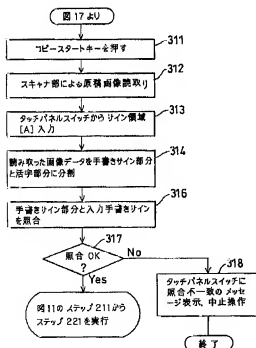 図17より
311
コピースタートキーを押す
312
スキャナ部による原稿画像読取り
313
タッチパネルスイッチからサイン領域
[A]入力
314
読み取った画像データを手書きサイン部分
と活字部分に分割
316
手書きサイン部分と入力手書きサイン
を照合
317
照合OK
?
No
Yes
318
タッチパネルスイッチに
照合不一致のメッセ
ージ表示、中止操作
図11のステップ211から
ステップ221を実行
終了